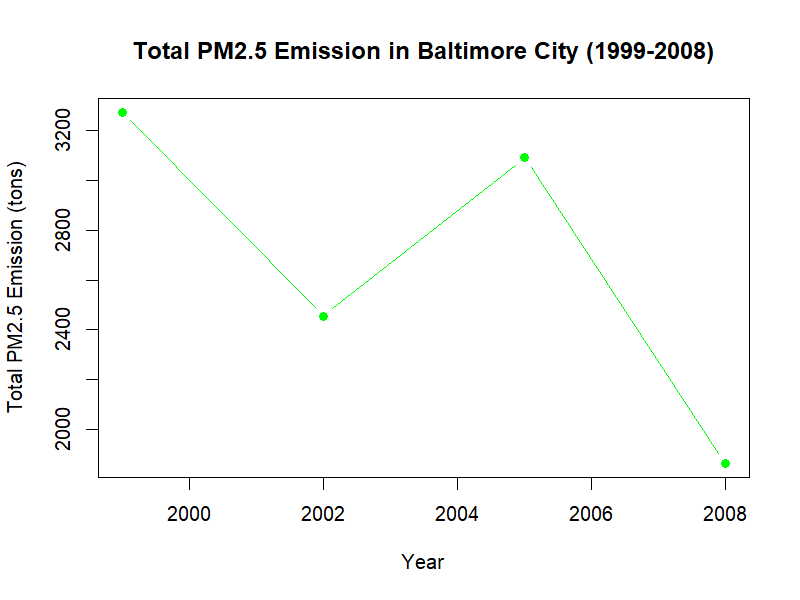 Total PM2.5 Emission in Baltimore City (1999-2008)
Total PM2.5 Emission (tons)
3200
2800
2400
2000
2000 2002 2004 2006 2008
Year